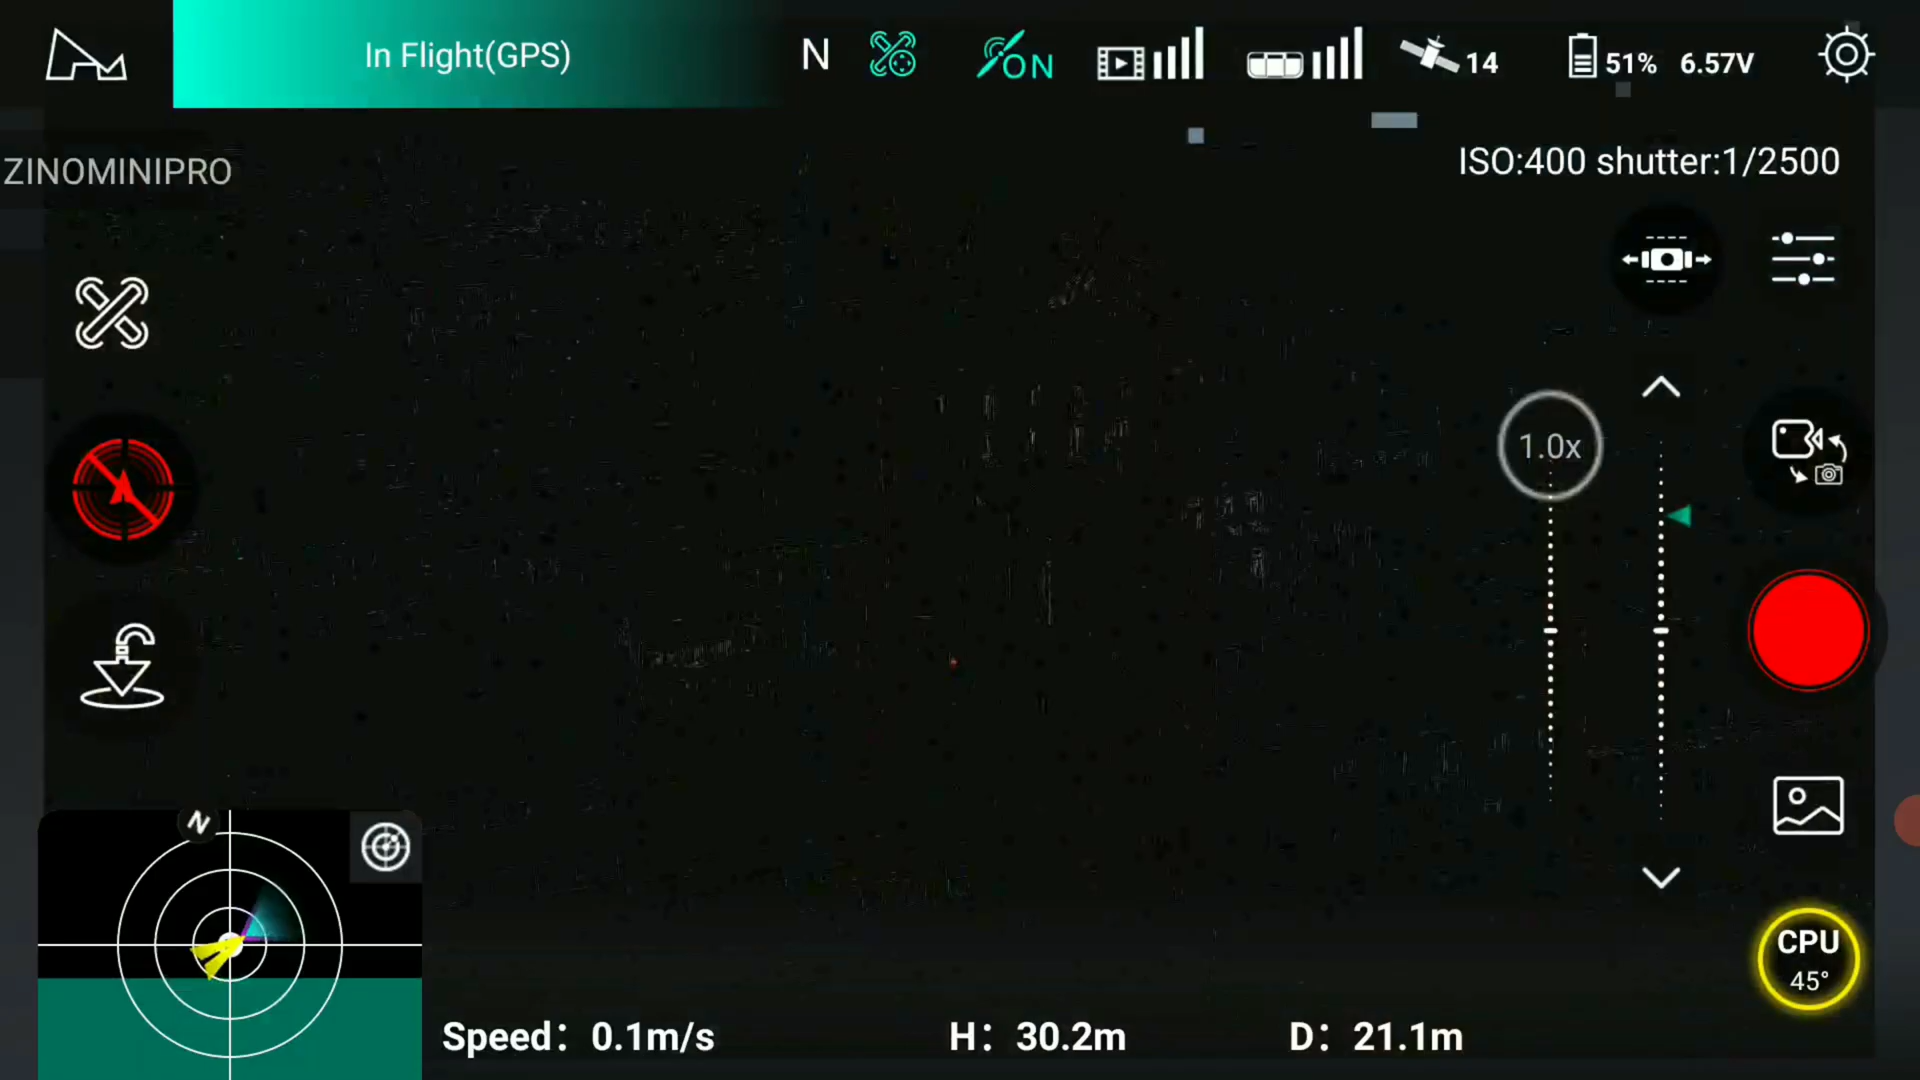 In Flight(GPS)
N
ON
14
51%
6.57V
ZINOMINIPRO
ISO:400 shutter:1/2500
1.0x
N
CPU
45°
Speed: 0.1m/s
H: 30.2m
D: 21.1m